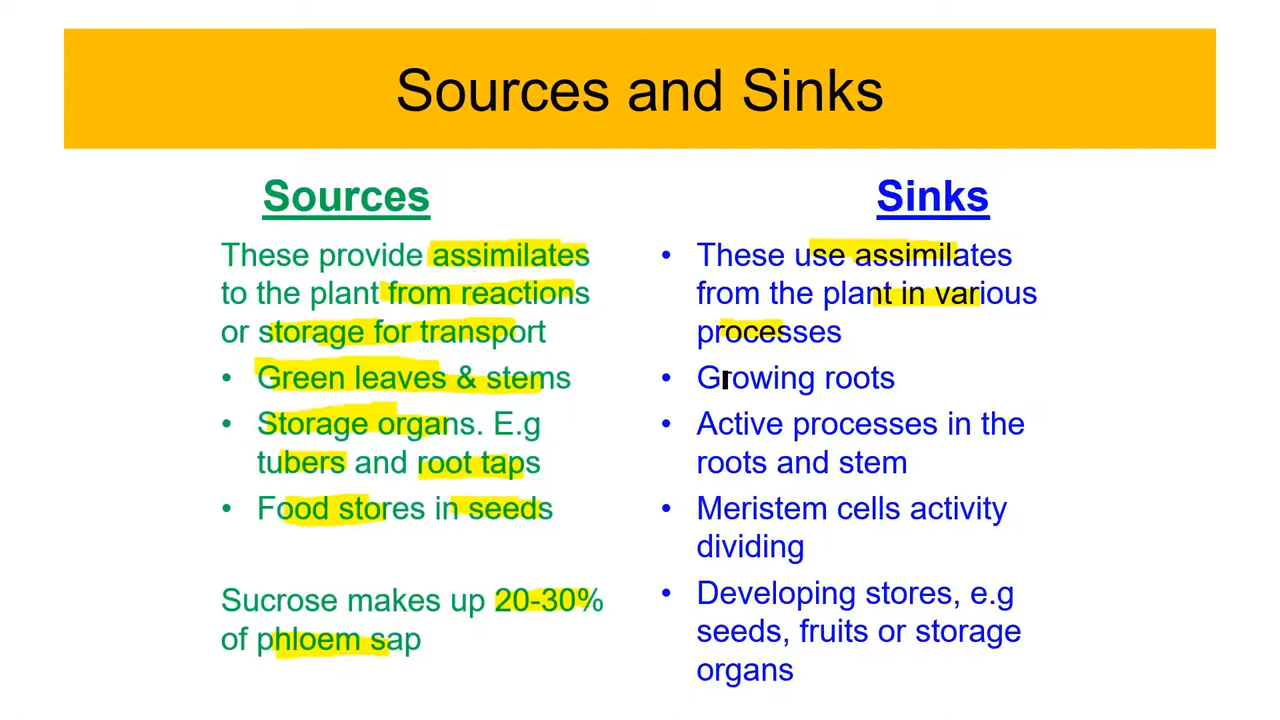 Sources and Sinks
Sources
These provide assimilates
to the plant from reactions
or storage for transport
• Green leaves & stems
• Storage organs. E.g
tubers and root taps
• Food stores in seeds
Sucrose makes up 20-30%
of phloem sap
Sinks
• These use assimilates
from the plant in various
processes
• Growing roots
• Active processes in the
roots and stem
• Meristem cells activity
dividing
• Developing stores, e.g
seeds, fruits or storage
organs